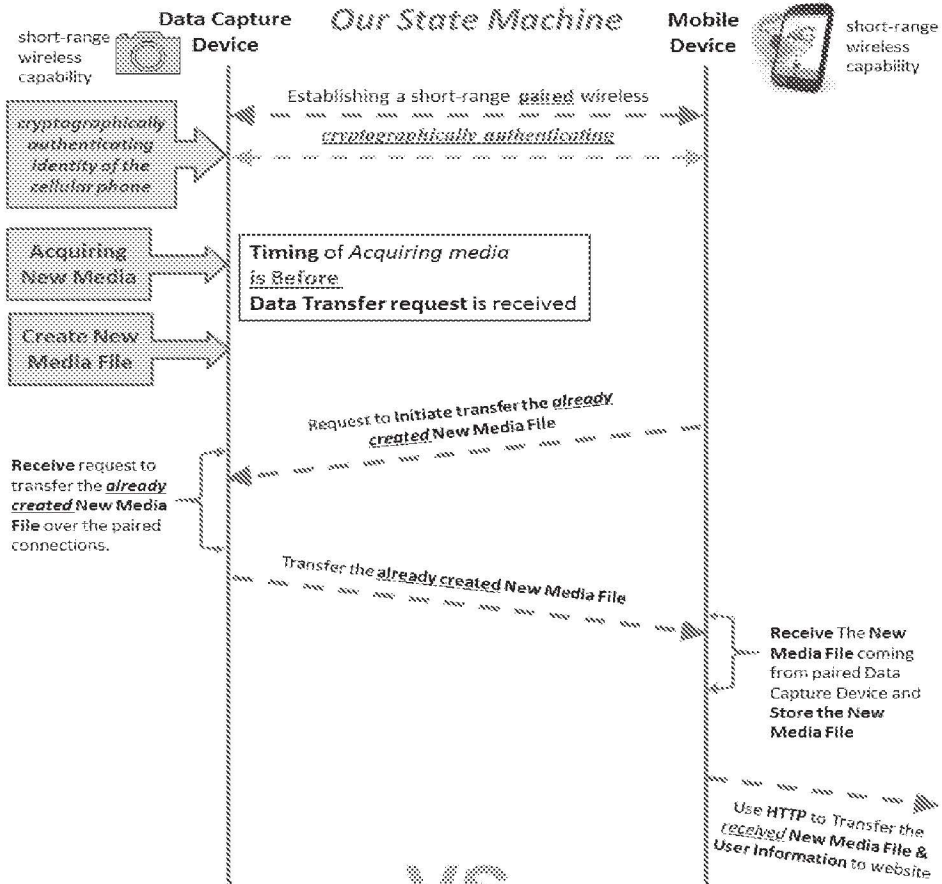 Our State Machine
Data Capture
Device
Mobile
Device
short-range
wireless
capability
short-range
wireless
capability
Establishing a short-range paired wireless
cryptographically authenticating
cryptographically
authenticating
identity of the
cellular phone
Acquiring
New Media
Timing of Acquiring media
is Before
Data Transfer request is received
Create New
Media File
Request to Initiate transfer the already
created New Media File
Receive request to
transfer the already
created New Media
File over the paired
connections.
Transfer the already created New Media File
Receive The New
Media File coming
from paired Data
Capture Device and
Store the New
Media File
Use HTTP to Transfer the
received New Media File &
User Information to website
VS